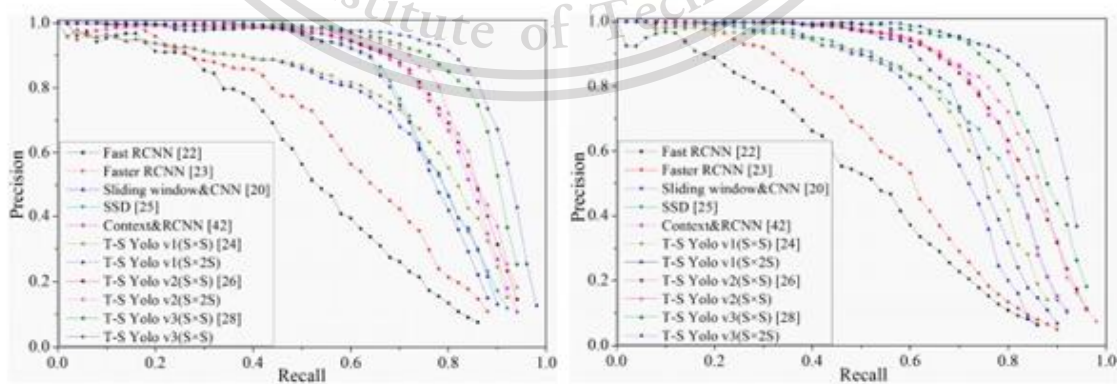 stitute of Tech
1.0
0.8
0.6
0.4
0.2
0.0
Precision
Fast RCNN [22]
Faster RCNN [23]
Sliding window&CNN [20]
SSD [25]
Context&RCNN [42]
T-S Yolo v1(S×S) [24]
T-S Yolo v1(S×2S)
T-S Yolo v2(S×S) [26]
T-S Yolo v2(S×2S)
T-S Yolo v3(S×S) [28]
T-S Yolo v3(S×S)
0.0 0.2 0.4 0.6 0.8 1.0
Recall
1.0
0.8
0.6
0.4
0.2
0.0
Precision
Fast RCNN [22]
Faster RCNN [23]
Sliding window&CNN [20]
SSD [25]
Context&RCNN [42]
T-S Yolo v1(S×S) [24]
T-S Yolo v1(S×2S)
T-S Yolo v2(S×S) [26]
T-S Yolo v2(S×S)
T-S Yolo v3(S×S) [28]
T-S Yolo v3(S×2S)
0.0 0.2 0.4 0.6 0.8 1.0
Recall